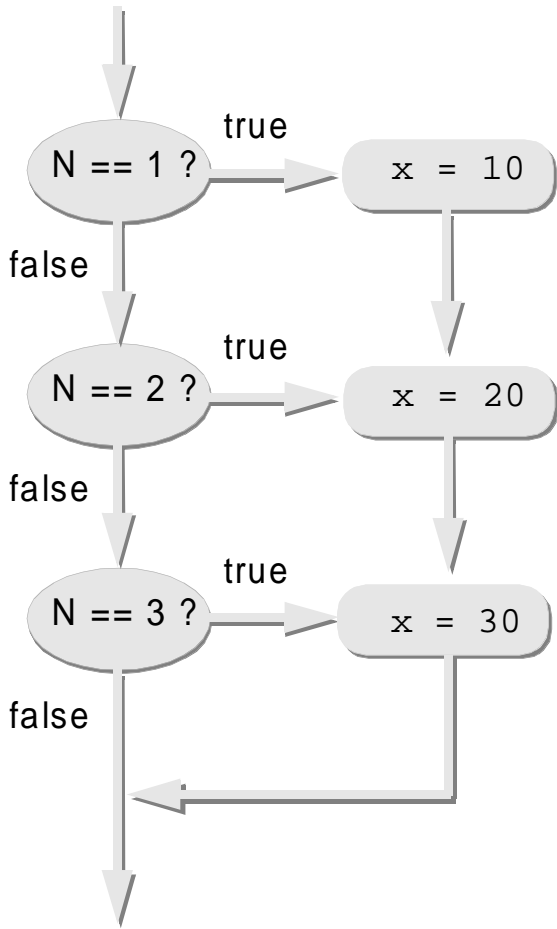 true
N == 1 ?
x = 10
false
true
N == 2 ?
x = 20
false
true
N == 3 ?
x = 30
false